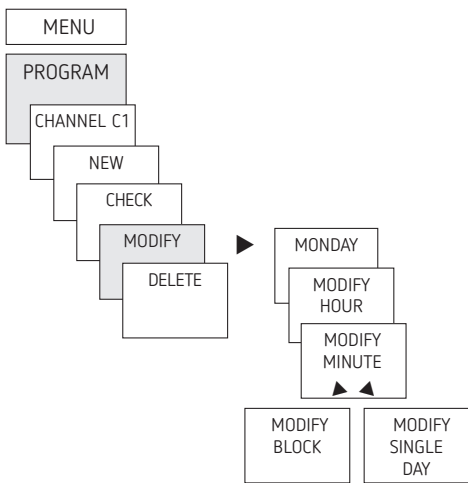 MENU
PROGRAM
CHANNEL C1
NEW
CHECK
MODIFY
DELETE
MONDAY
MODIFY
HOUR
MODIFY
MINUTE
MODIFY
BLOCK
MODIFY
SINGLE
DAY